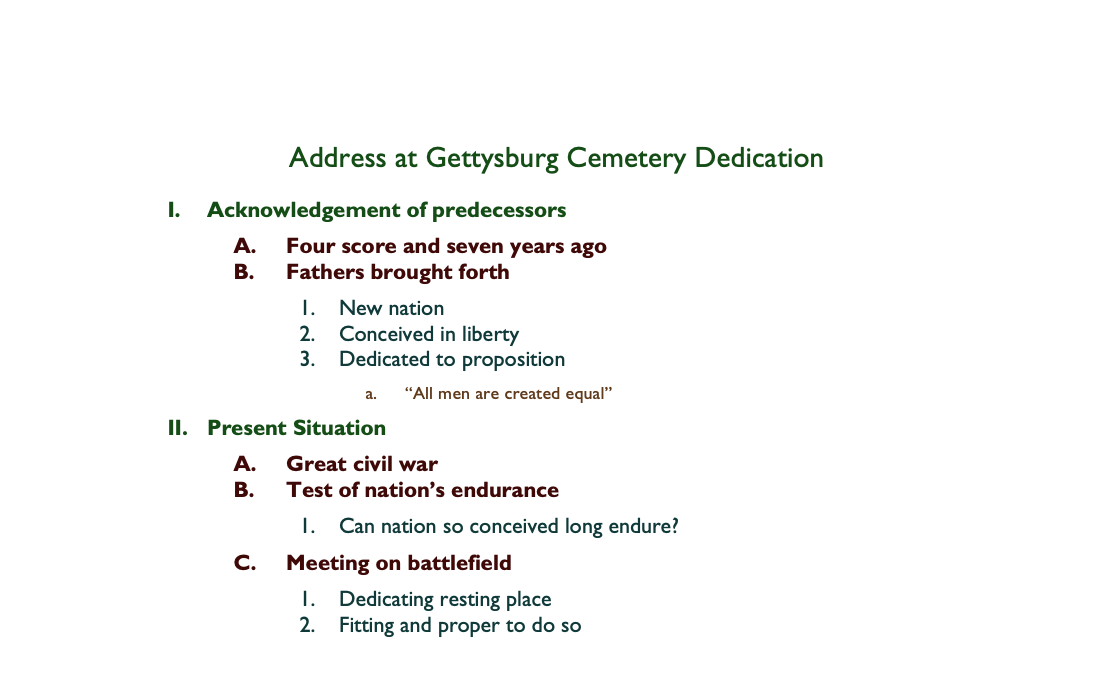 Address at Gettysburg Cemetery Dedication
I. Acknowledgement of predecessors
A. Four score and seven years ago
B. Fathers brought forth
1. New nation
2. Conceived in liberty
3. Dedicated to proposition
a. “All men are created equal”
II. Present Situation
A. Great civil war
B. Test of nation’s endurance
1. Can nation so conceived long endure?
C. Meeting on battlefield
1. Dedicating resting place
2. Fitting and proper to do so